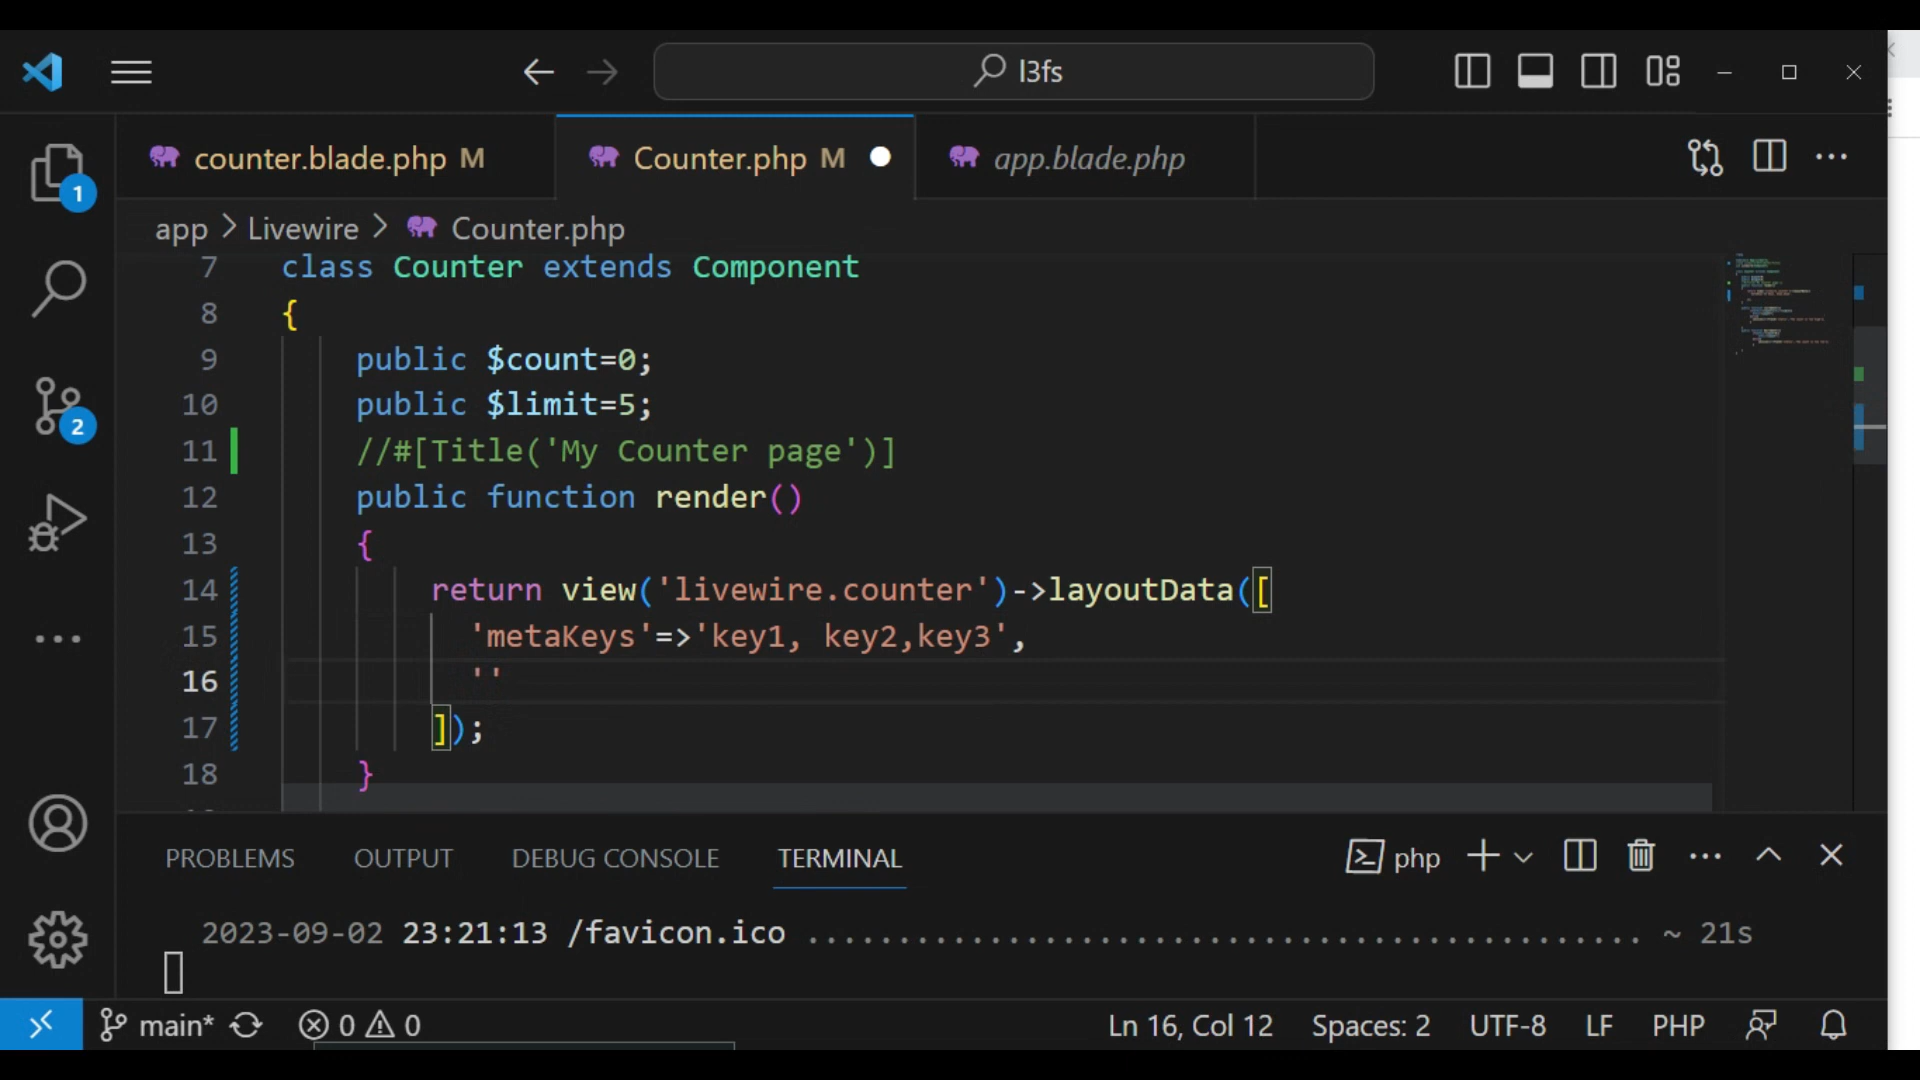 l3fs
counter.blade.php M
Counter.php M
app.blade.php
app > Livewire > Counter.php
7 class Counter extends Component
8 {
9 public $count=0;
10 public $limit=5;
11 //#[Title('My Counter page')]
12 public function render()
13 {
14 return view('livewire.counter')->layoutData([
15 'metaKeys'=>'key1, key2,key3',
16 ''
17 ]);
18 }
1
2
PROBLEMS OUTPUT DEBUG CONSOLE TERMINAL php
2023-09-02 23:21:13 /favicon.ico ............................................. ~ 21s
main* 0 0 Ln 16, Col 12 Spaces: 2 UTF-8 LF PHP